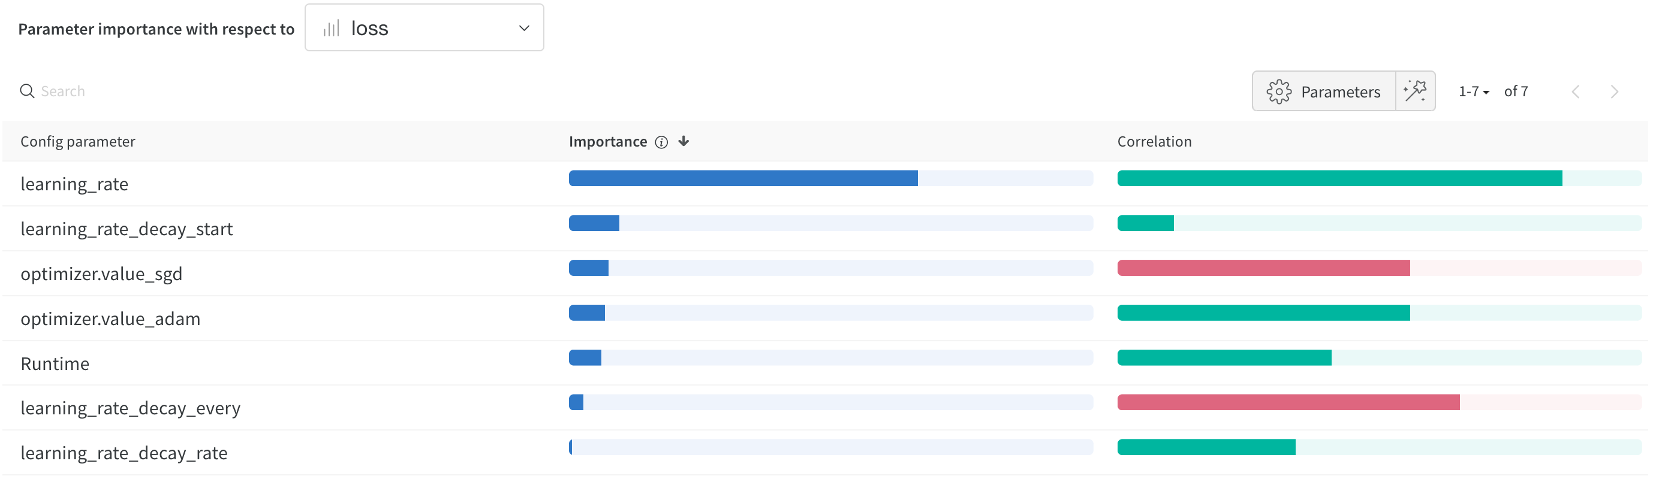 Parameter importance with respect to loss
Search
Parameters 1-7 of 7
Config parameter Importance Correlation
learning_rate
learning_rate_decay_start
optimizer.value_sgd
optimizer.value_adam
Runtime
learning_rate_decay_every
learning_rate_decay_rate